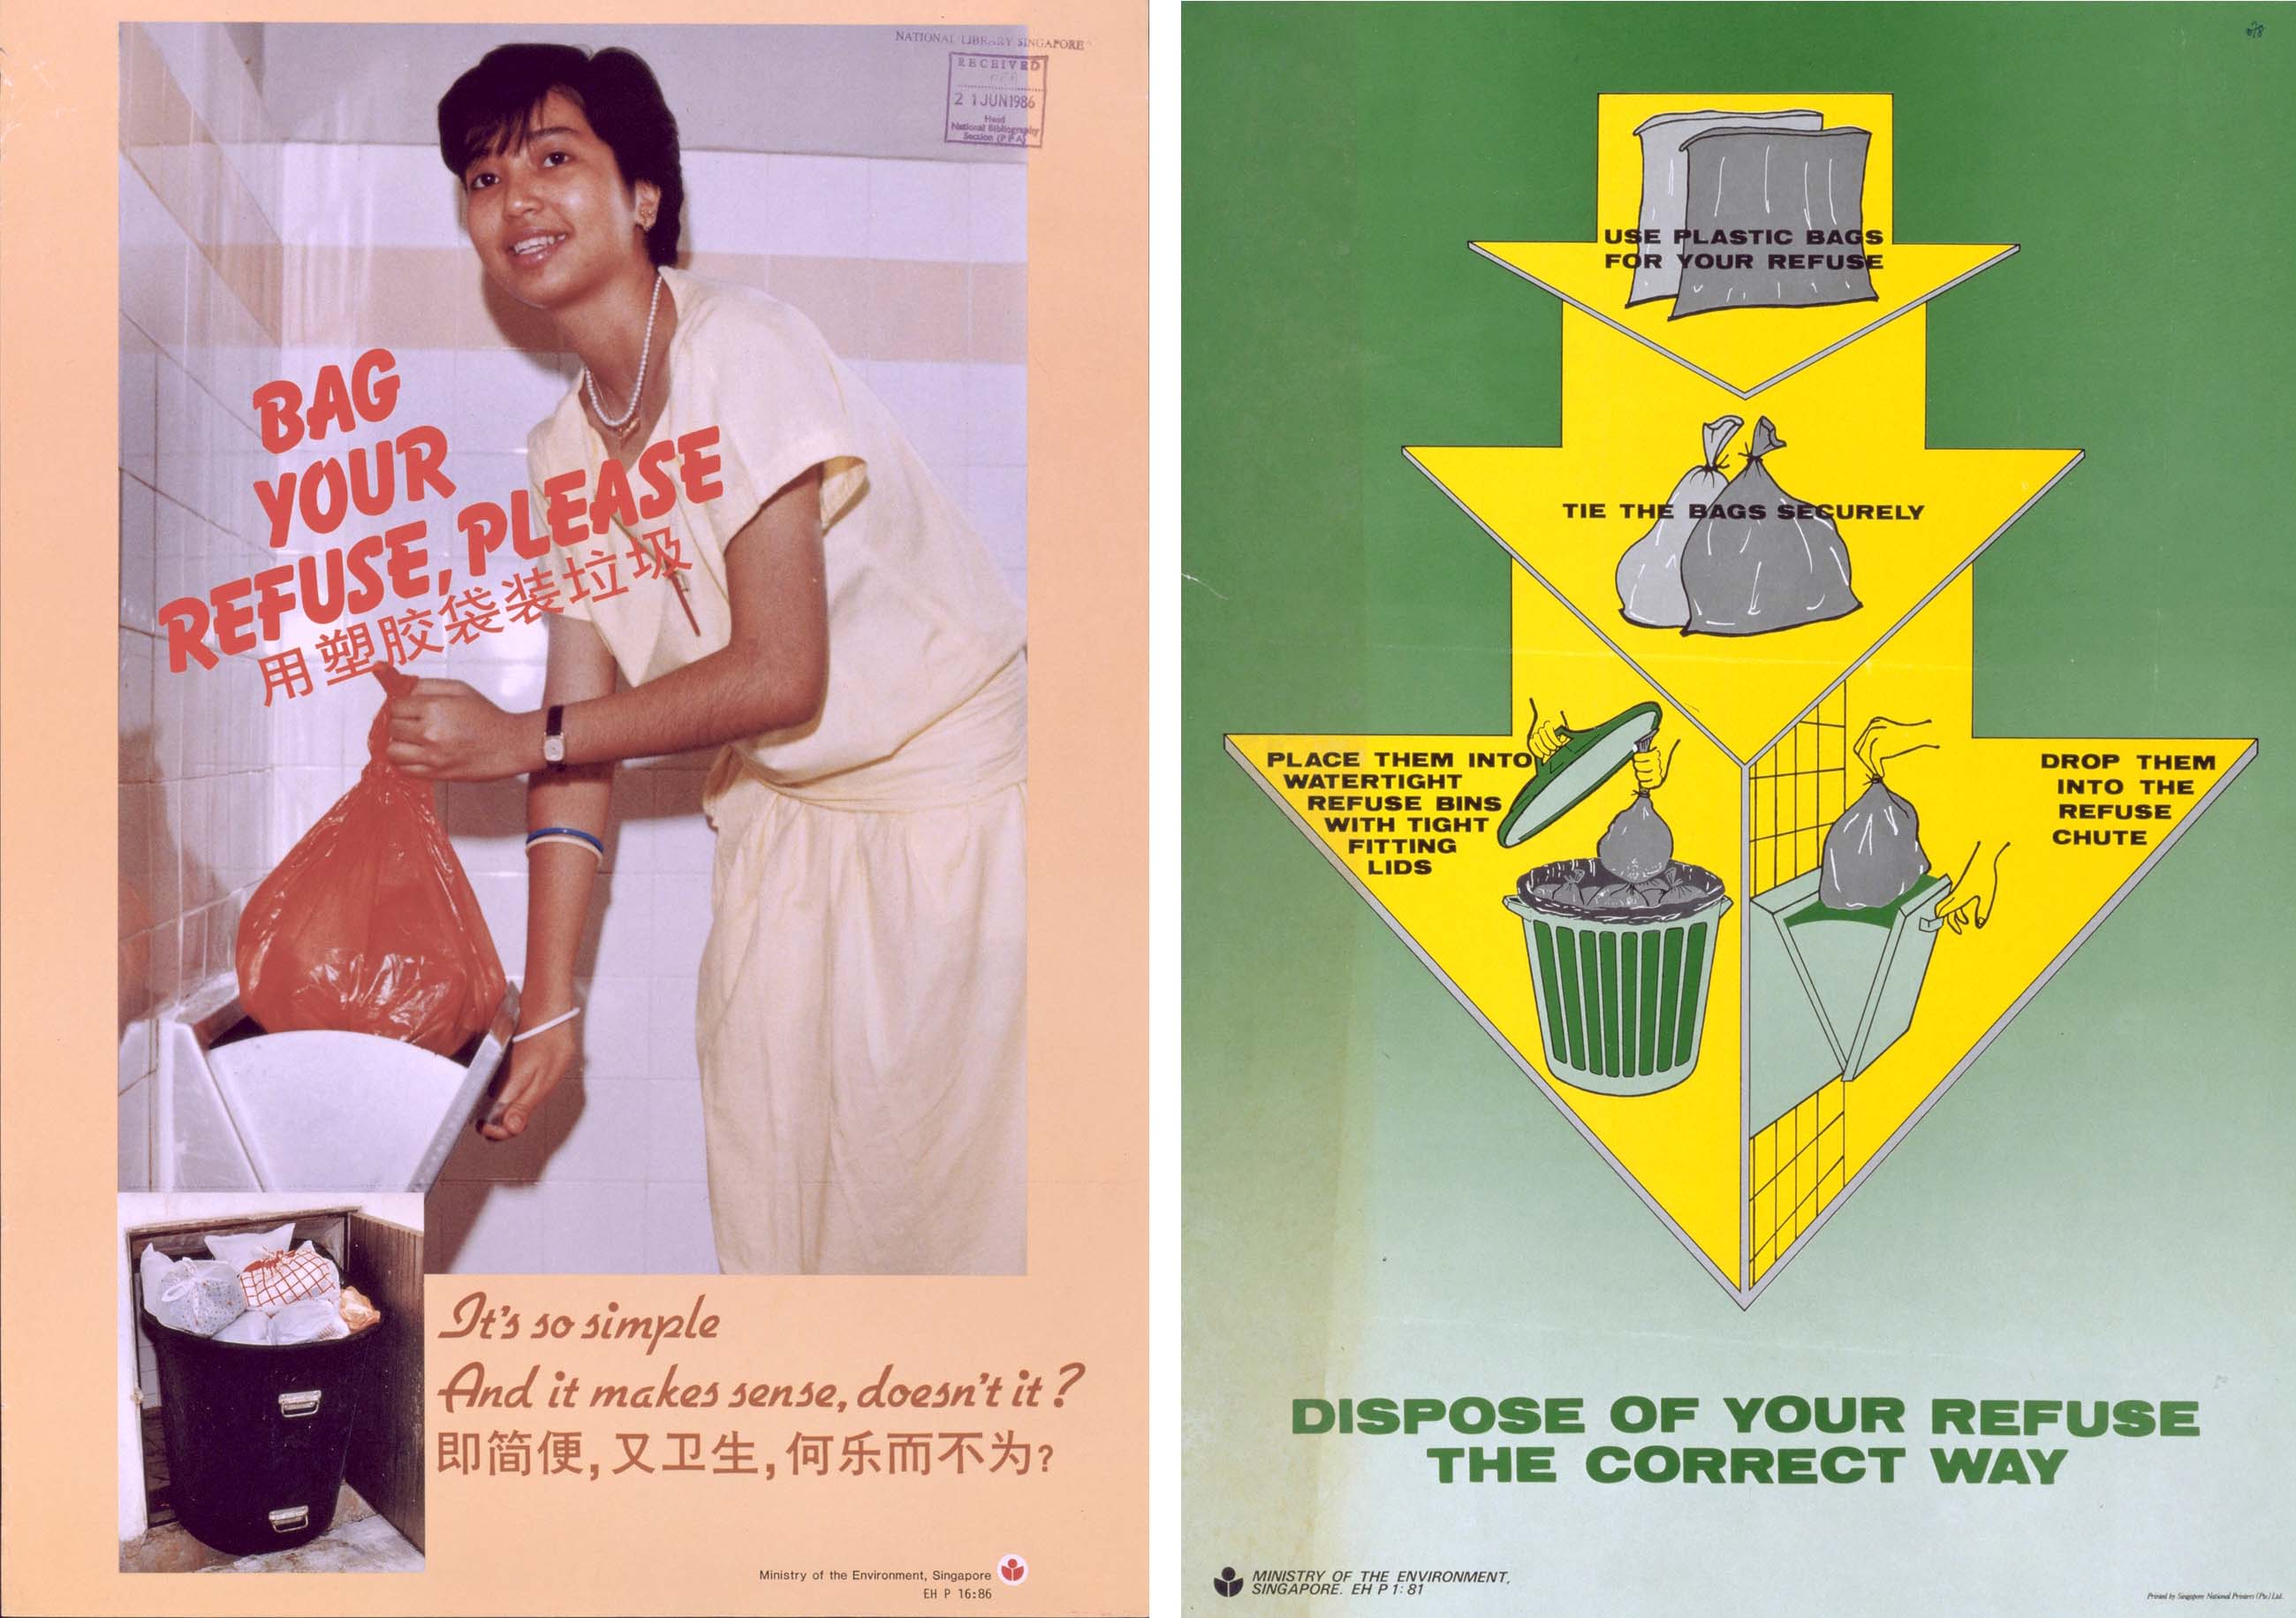 NATIONAL LIBRARY SINGAPORE
RECEIVED
21 JUN 1986
Head
National Bibliography
Section (PPA)
BAG
YOUR
REFUSE, PLEASE
用塑胶袋装垃圾
It's so simple
And it makes sense, doesn't it?
即简便,又卫生,何乐而不为?
Ministry of the Environment, Singapore
EH P 16:86
USE PLASTIC BAGS
FOR YOUR REFUSE
TIE THE BAGS SECURELY
PLACE THEM INTO
WATERTIGHT
REFUSE BINS
WITH TIGHT
FITTING
LIDS
DROP THEM
INTO THE
REFUSE
CHUTE
DISPOSE OF YOUR REFUSE
THE CORRECT WAY
MINISTRY OF THE ENVIRONMENT,
SINGAPORE. EH P 1: 81
Printed by Singapore National Printers (Pte) Ltd.